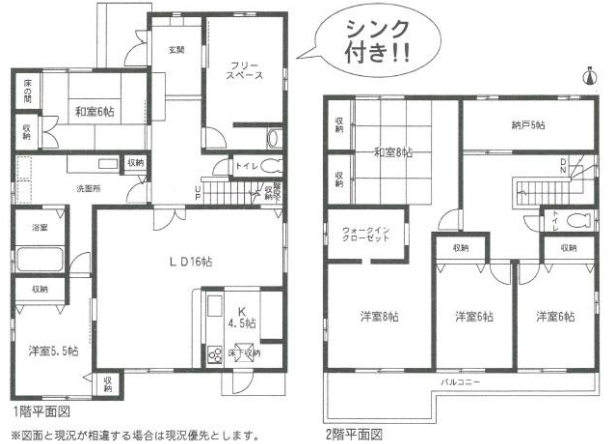 シンク
付き!!
玄関
フリー
スペース
床の間
和室6帖
収納
洗面所
収納
トイレ
UP
収納
浴室
LD16帖
収納
K
4.5帖
床下収納
洋室5.5帖
収納
1階平面図
※図面と現況が相違する場合は現況優先とします。
収納
和室8帖
納戸5帖
収納
DN
トイレ
ウォークイン
クローゼット
収納
収納
洋室8帖
洋室6帖
洋室6帖
バルコニー
2階平面図